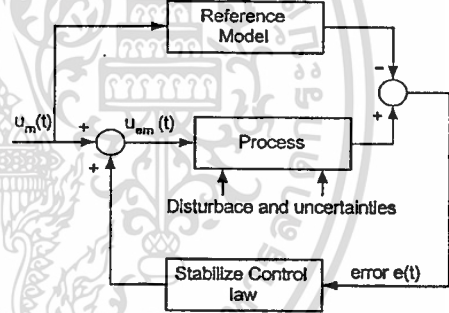 Reference
Model
−
u_m(t)
+
u_em (t)
+
+
Process
Disturbace and uncertainties
Stabilize Control
law
error e(t)